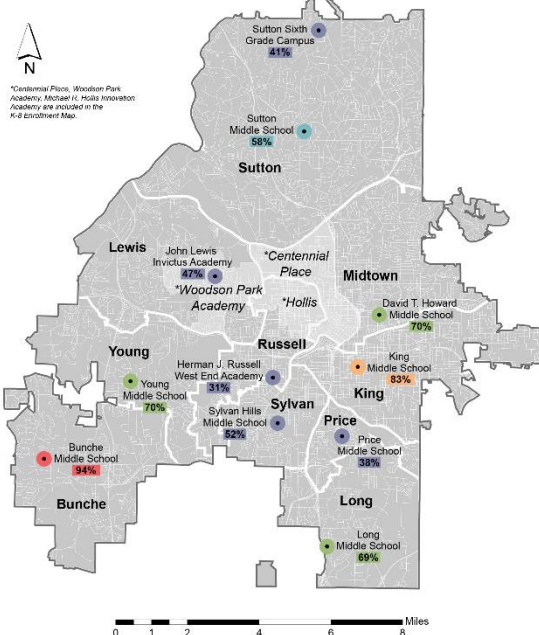 Sutton Sixth
Grade Campus
41%
N
*Centennial Place, Woodson Park
Academy, Michael R. Hollis Innovation
Academy are included in the
K-8 Enrollment Map.
Sutton
Middle School
58%
Sutton
Lewis
John Lewis
Invictus Academy
47%
*Centennial
Place
Midtown
*Woodson Park
Academy
*Hollis
David T. Howard
Middle School
70%
Russell
Young
Herman J. Russell
West End Academy
31%
King
Middle School
83%
King
Young
Middle School
70%
Sylvan
Sylvan Hills
Middle School
52%
Price
Price
Middle School
38%
Bunche
Middle School
94%
Bunche
Long
Long
Middle School
69%
Miles
0 1 2 4 6 8